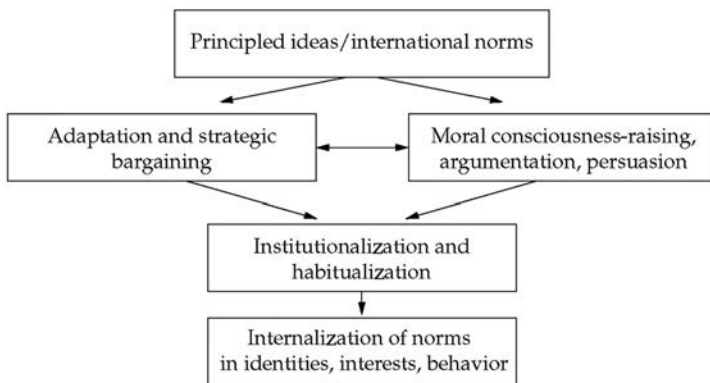 Principled ideas/international norms
Adaptation and strategic
bargaining
Moral consciousness-raising,
argumentation, persuasion
Institutionalization and
habitualization
Internalization of norms
in identities, interests, behavior